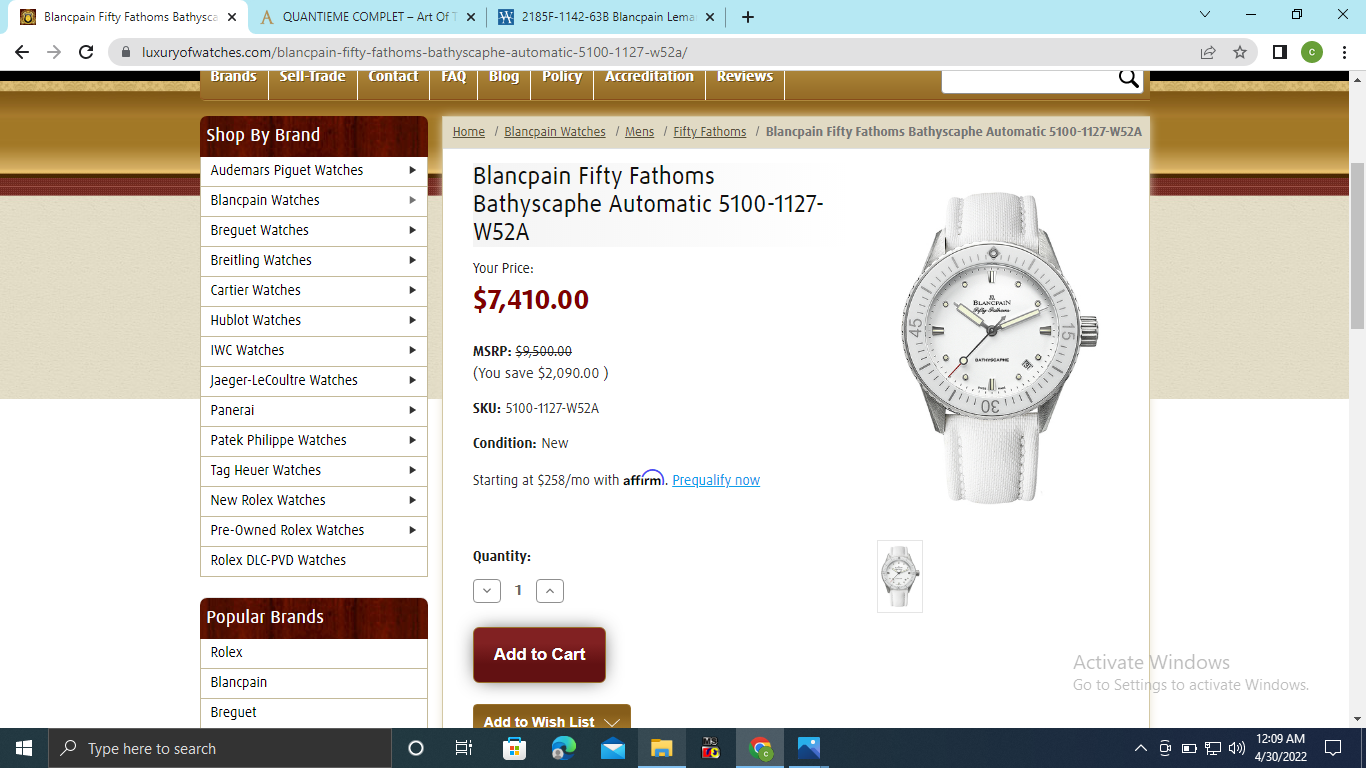 Blancpain Fifty Fathoms Bathysca
QUANTIEME COMPLET – Art Of T
2185F-1142-63B Blancpain Lema
luxuryofwatches.com/blancpain-fifty-fathoms-bathyscaphe-automatic-5100-1127-w52a/
Brands
Sell-Trade
Contact
FAQ
Blog
Policy
Accreditation
Reviews
Shop By Brand
Audemars Piguet Watches
Blancpain Watches
Breguet Watches
Breitling Watches
Cartier Watches
Hublot Watches
IWC Watches
Jaeger-LeCoultre Watches
Panerai
Patek Philippe Watches
Tag Heuer Watches
New Rolex Watches
Pre-Owned Rolex Watches
Rolex DLC-PVD Watches
Popular Brands
Rolex
Blancpain
Breguet
Home / Blancpain Watches / Mens / Fifty Fathoms / Blancpain Fifty Fathoms Bathyscaphe Automatic 5100-1127-W52A
Blancpain Fifty Fathoms
Bathyscaphe Automatic 5100-1127-
W52A
Your Price:
$7,410.00
MSRP: $9,500.00
(You save $2,090.00 )
SKU: 5100-1127-W52A
Condition: New
Starting at $258/mo with affirm. Prequalify now
Quantity:
1
Add to Cart
Add to Wish List
BLANCPAIN
Fifty Fathoms
BATHYSCAPHE
15
30
45
Activate Windows
Go to Settings to activate Windows.
Type here to search
12:09 AM
4/30/2022